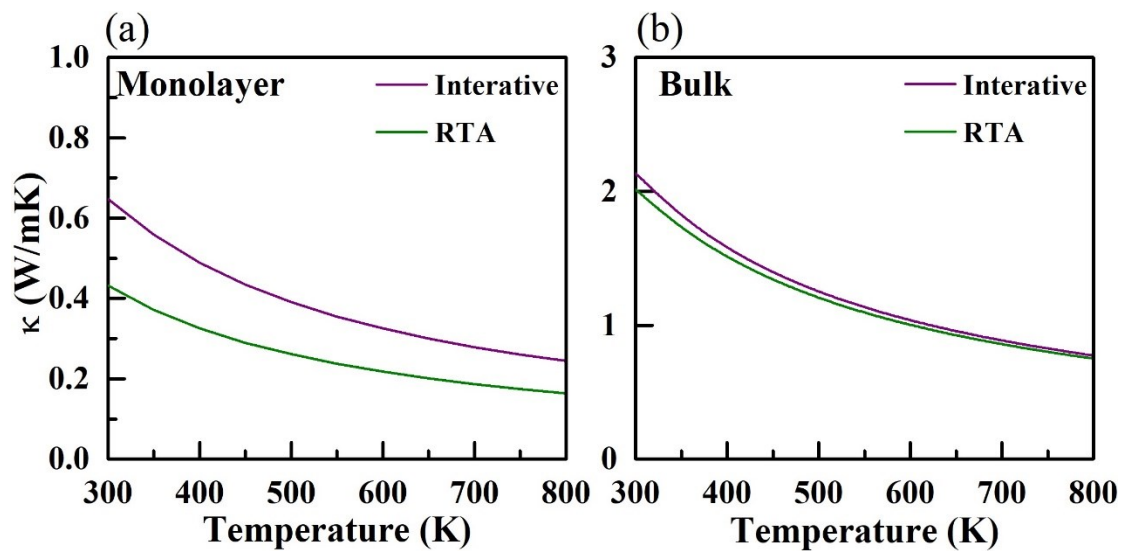 (a)
Monolayer
Interative
RTA
1.0
0.8
0.6
0.4
0.2
0.0
κ (W/mK)
300 400 500 600 700 800
Temperature (K)
(b)
Bulk
Interative
RTA
3
2
1
0
300 400 500 600 700 800
Temperature (K)